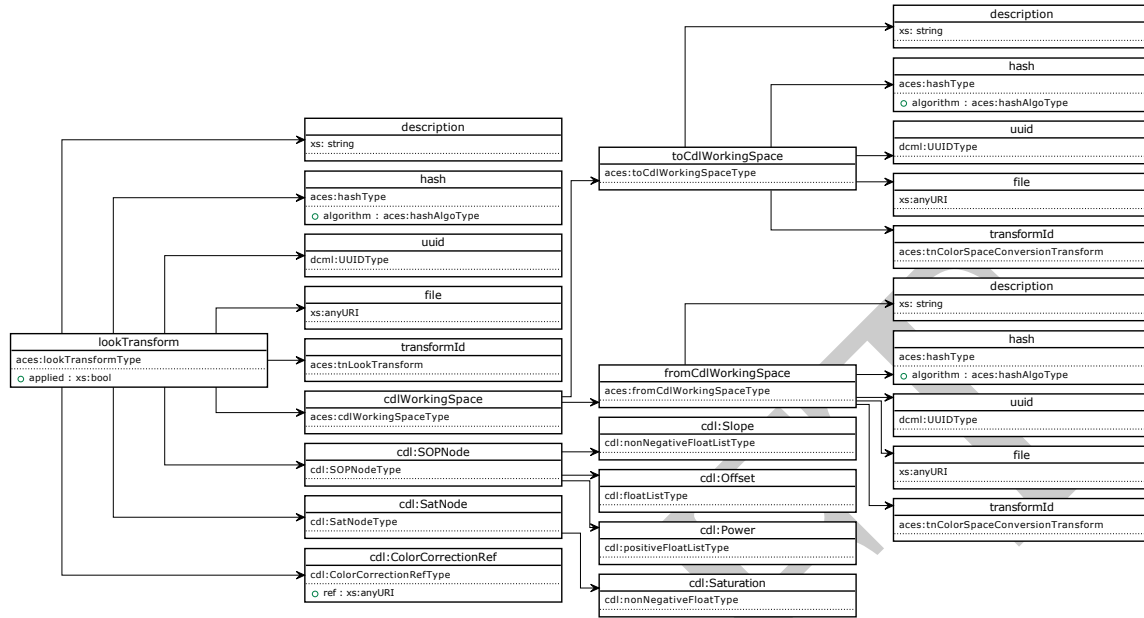 lookTransform
aces:lookTransformType
applied : xs:bool
description
xs: string
hash
aces:hashType
algorithm : aces:hashAlgoType
uuid
dcml:UUIDType
file
xs:anyURI
transformId
aces:tnLookTransform
cdlWorkingSpace
aces:cdlWorkingSpaceType
cdl:SOPNode
cdl:SOPNodeType
cdl:SatNode
cdl:SatNodeType
cdl:ColorCorrectionRef
cdl:ColorCorrectionRefType
ref : xs:anyURI
toCdlWorkingSpace
aces:toCdlWorkingSpaceType
fromCdlWorkingSpace
aces:fromCdlWorkingSpaceType
cdl:Slope
cdl:nonNegativeFloatListType
cdl:Offset
cdl:floatListType
cdl:Power
cdl:positiveFloatListType
cdl:Saturation
cdl:nonNegativeFloatType
description
xs: string
hash
aces:hashType
algorithm : aces:hashAlgoType
uuid
dcml:UUIDType
file
xs:anyURI
transformId
aces:tnColorSpaceConversionTransform
description
xs: string
hash
aces:hashType
algorithm : aces:hashAlgoType
uuid
dcml:UUIDType
file
xs:anyURI
transformId
aces:tnColorSpaceConversionTransform